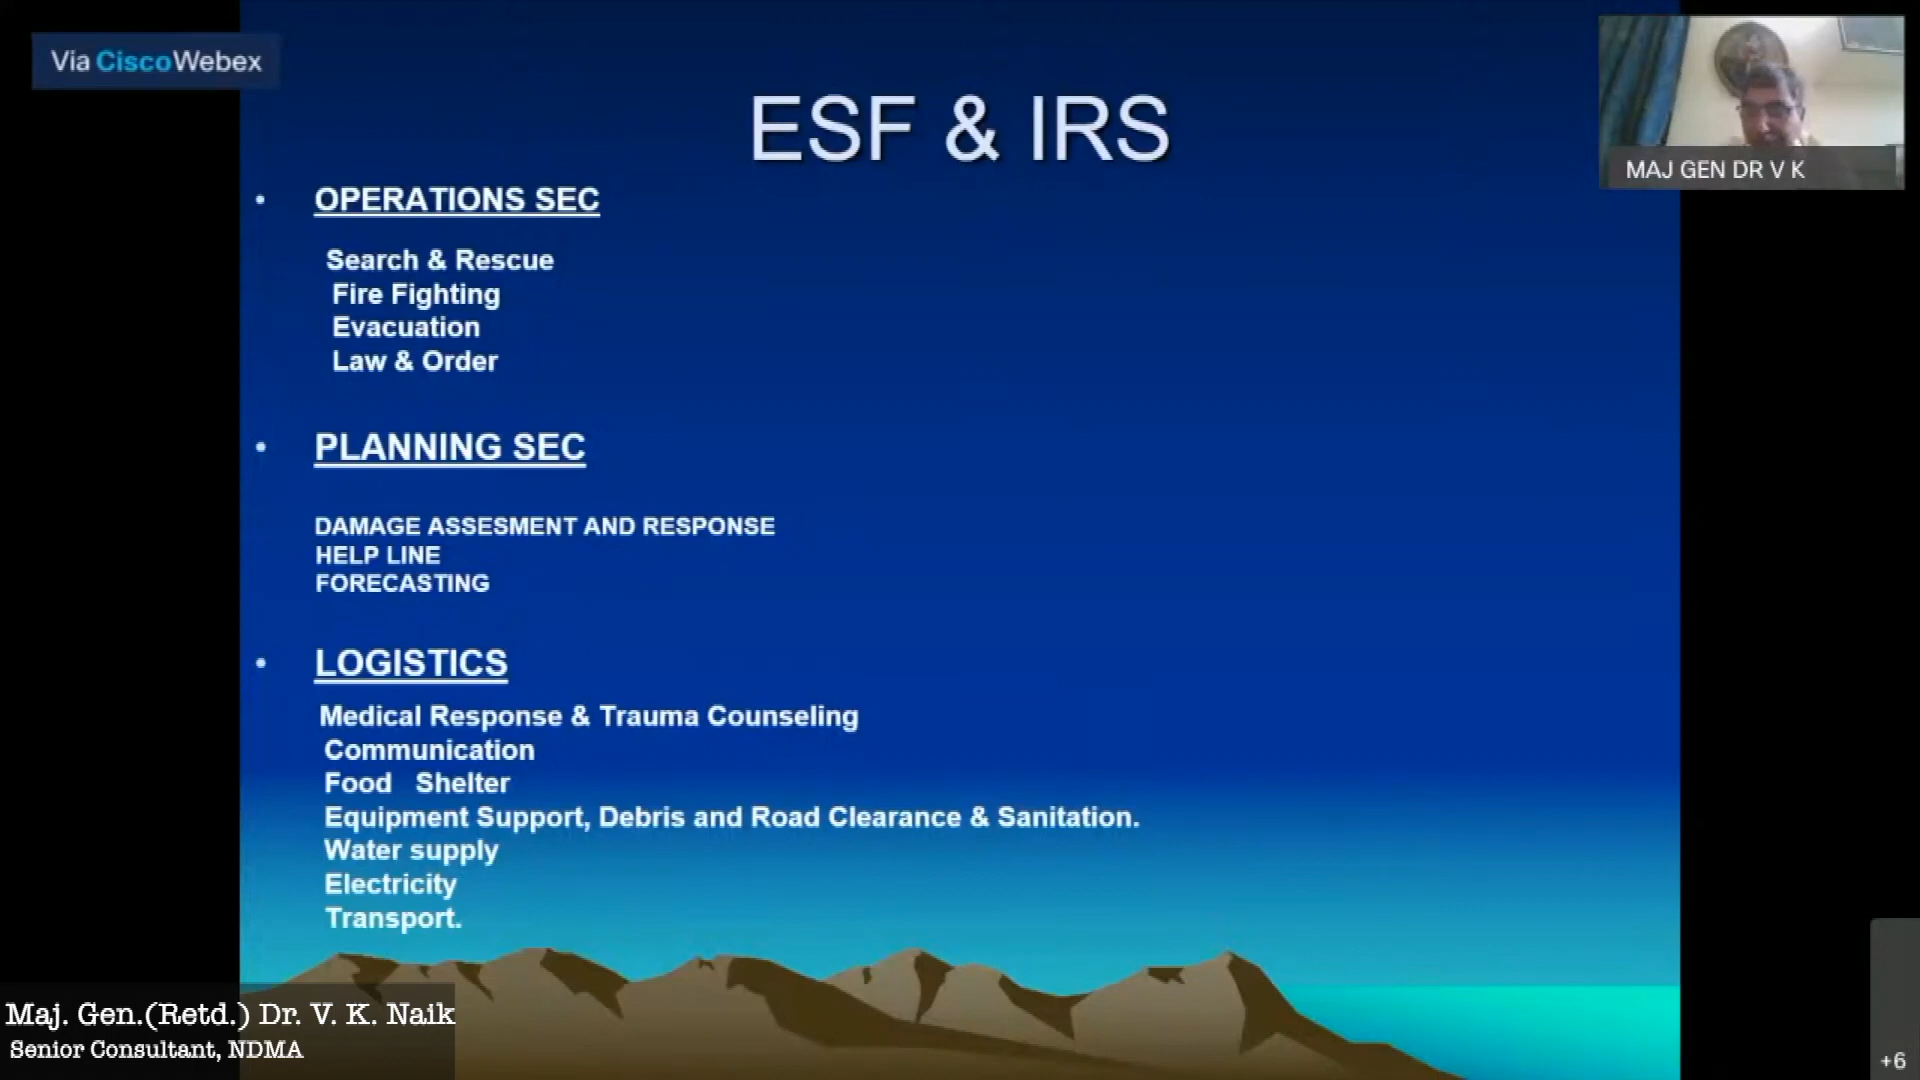 Via CiscoWebex
ESF & IRS
MAJ GEN DR V K
• OPERATIONS SEC
Search & Rescue
Fire Fighting
Evacuation
Law & Order
• PLANNING SEC
DAMAGE ASSESMENT AND RESPONSE
HELP LINE
FORECASTING
• LOGISTICS
Medical Response & Trauma Counseling
Communication
Food Shelter
Equipment Support, Debris and Road Clearance & Sanitation.
Water supply
Electricity
Transport.
Maj. Gen.(Retd.) Dr. V. K. Naik
Senior Consultant, NDMA
+6